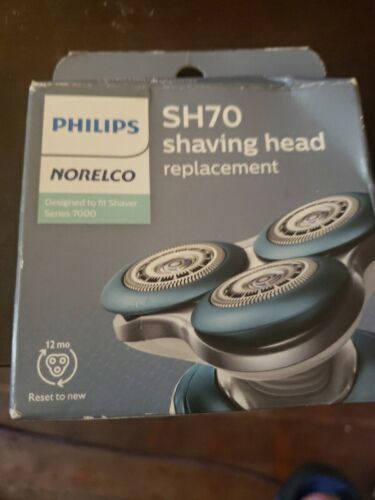 PHILIPS
NORELCO
Designed to fit Shaver
Series 7000
SH70
shaving head
replacement
12 mo
Reset to new